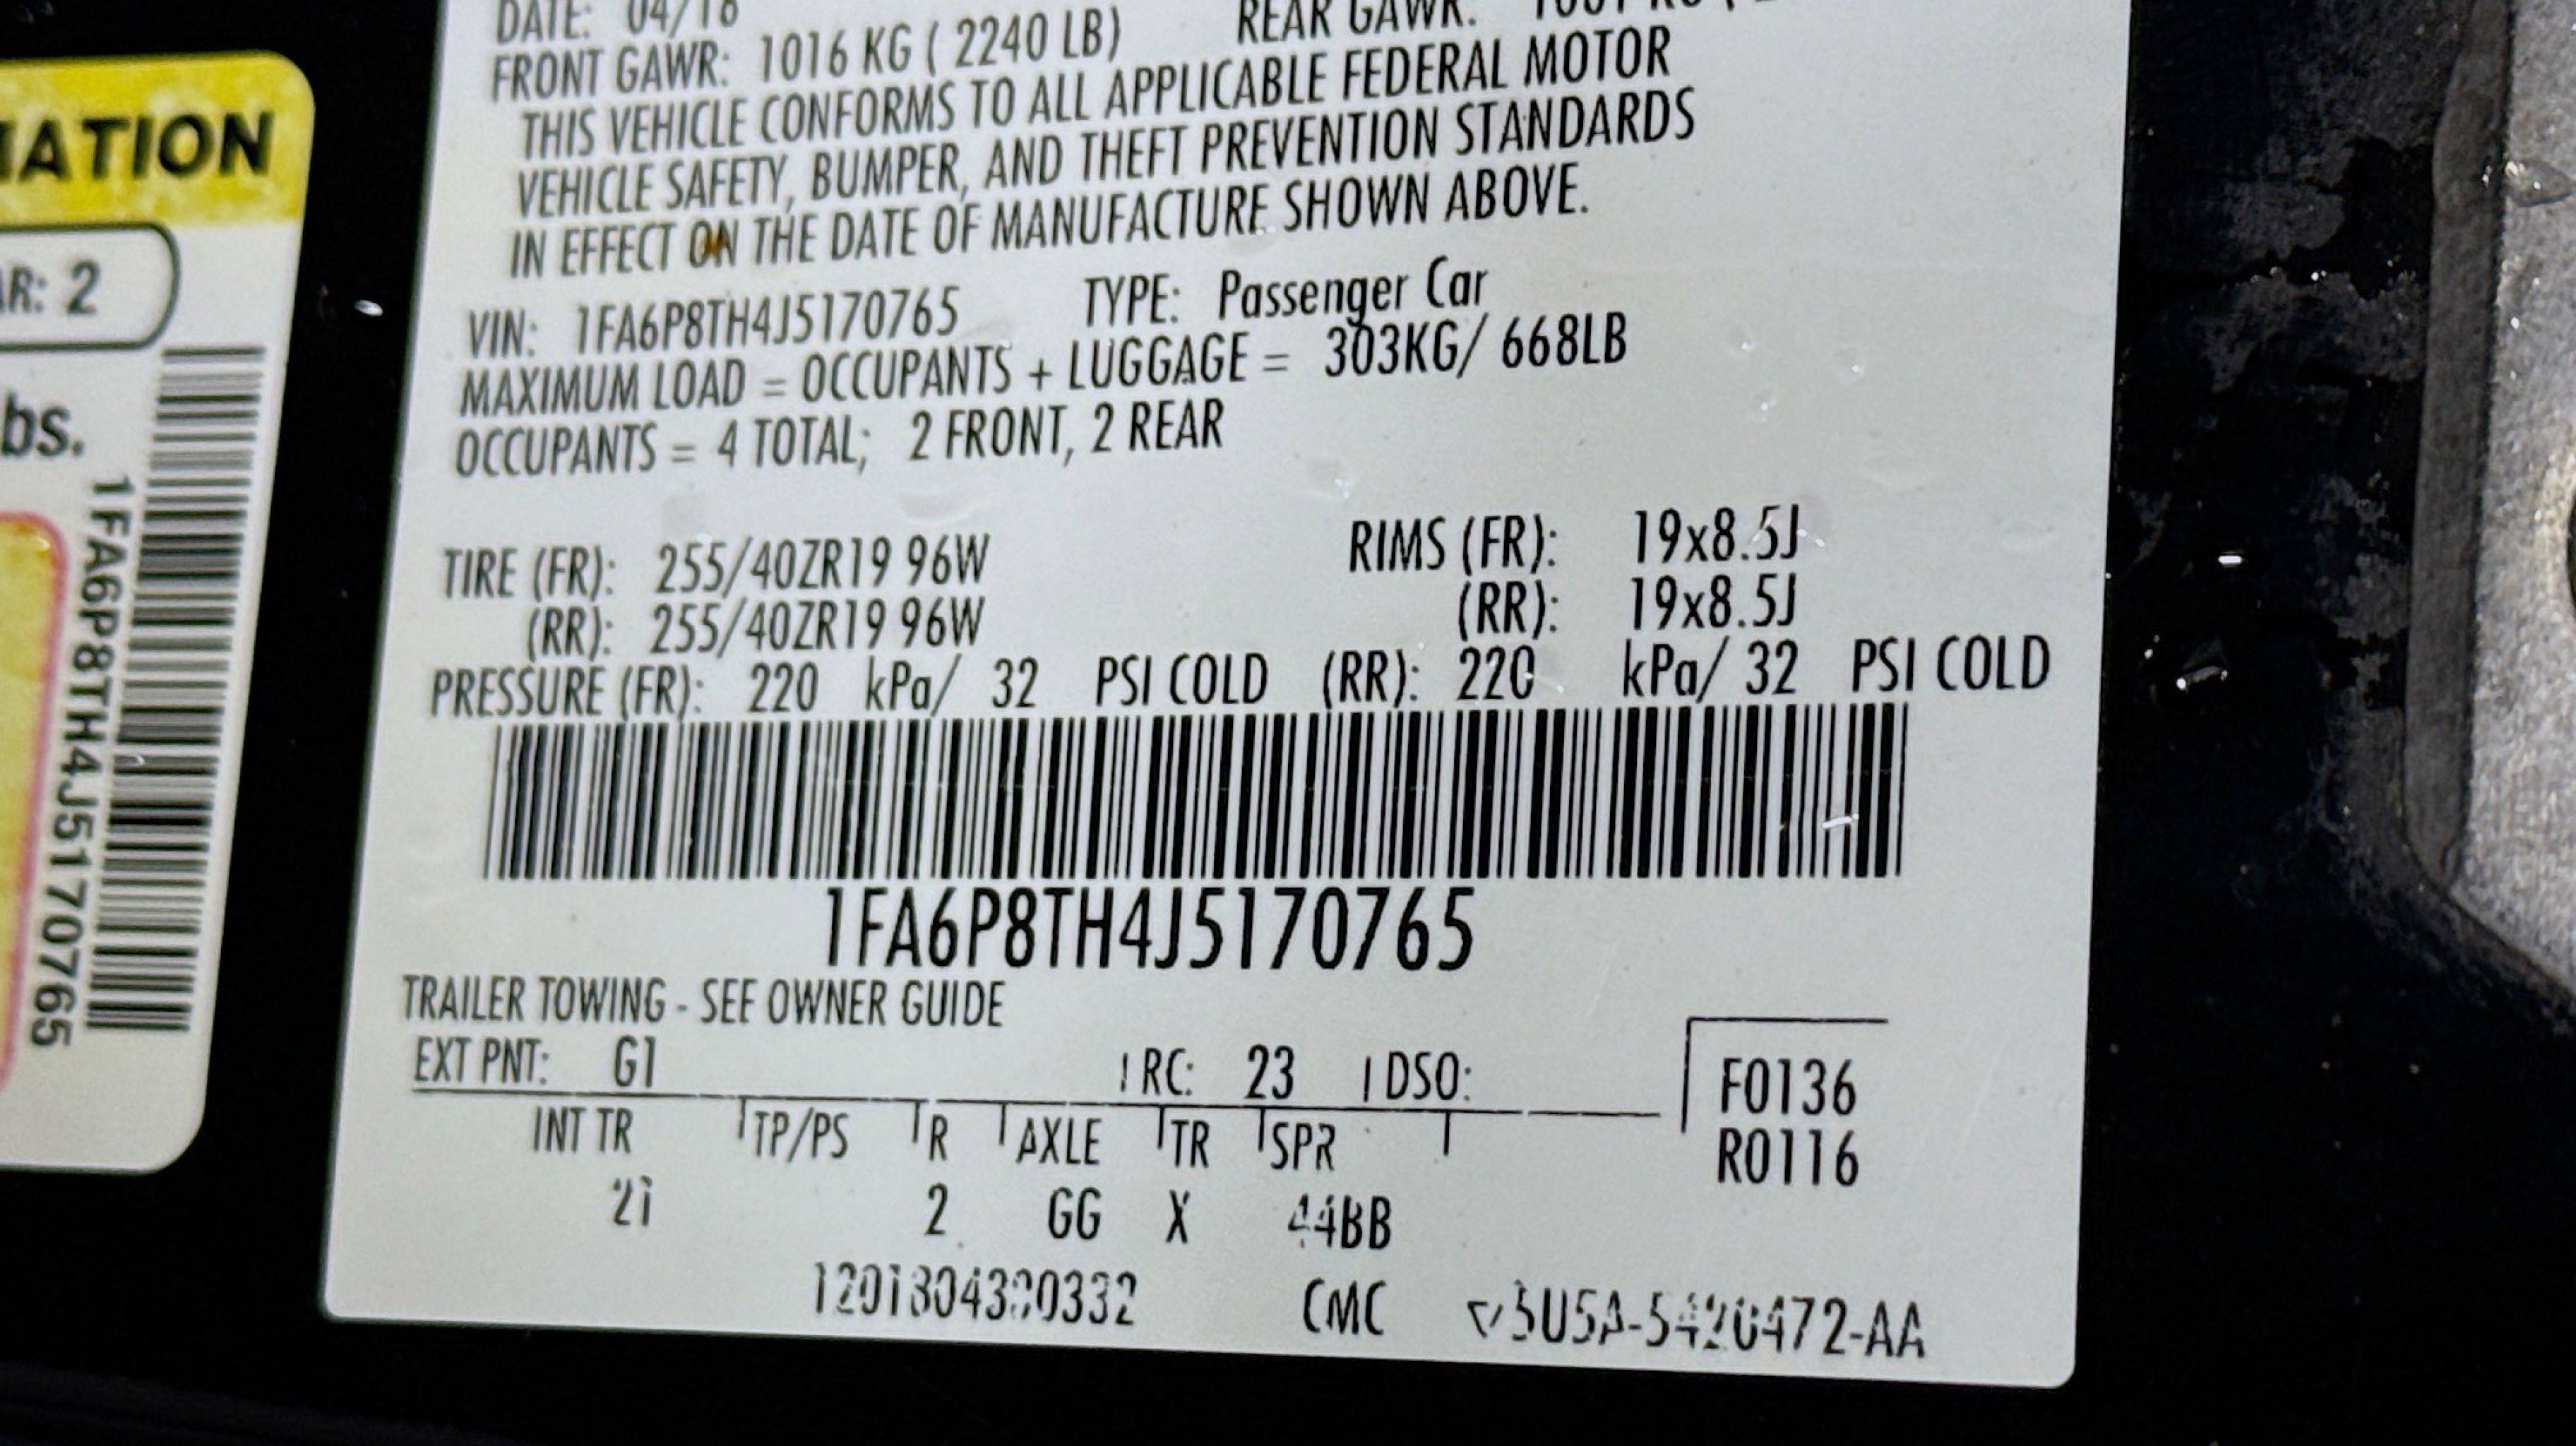 DATE: 04/18
FRONT GAWR: 1016 KG ( 2240 LB) REAR GAWR:
THIS VEHICLE CONFORMS TO ALL APPLICABLE FEDERAL MOTOR
VEHICLE SAFETY, BUMPER, AND THEFT PREVENTION STANDARDS
IN EFFECT ON THE DATE OF MANUFACTURE SHOWN ABOVE.
VIN: 1FA6P8TH4J5170765 TYPE: Passenger Car
MAXIMUM LOAD = OCCUPANTS + LUGGAGE = 303KG/ 668LB
OCCUPANTS = 4 TOTAL; 2 FRONT, 2 REAR
TIRE (FR): 255/40ZR19 96W RIMS (FR): 19x8.5J
(RR): 255/40ZR19 96W (RR): 19x8.5J
PRESSURE (FR): 220 kPa/ 32 PSI COLD (RR): 220 kPa/ 32 PSI COLD
1FA6P8TH4J5170765
TRAILER TOWING - SEE OWNER GUIDE
EXT PNT: G1 RC: 23 DSO:
F0136
R0116
INT TR TP/PS R AXLE TR SPR
2 GG X 44BB
CMC
MATION
AR: 2
bs.
1FA6P8TH4J5170765